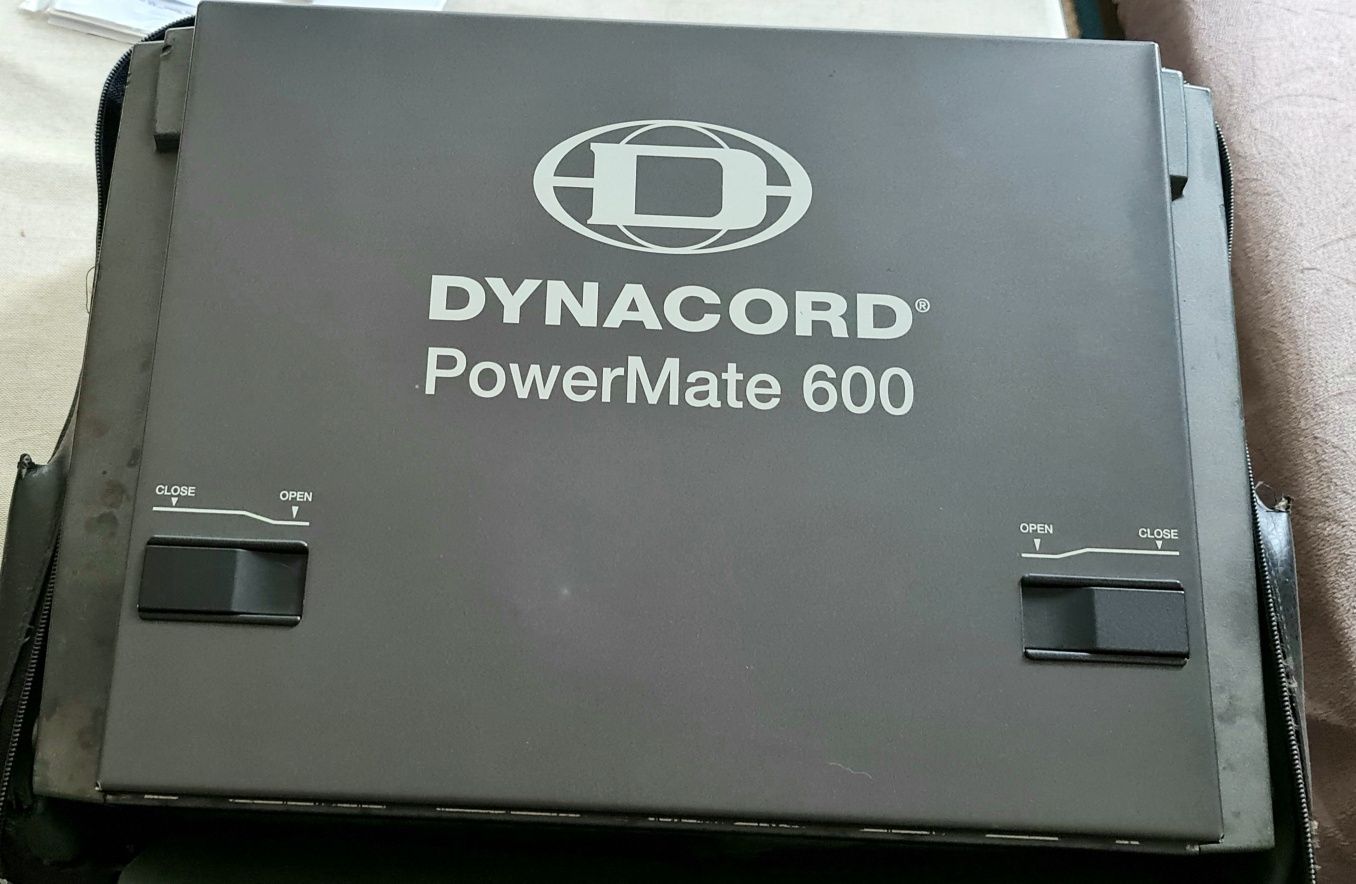 D
DYNACORD®
PowerMate 600
CLOSE OPEN
OPEN CLOSE